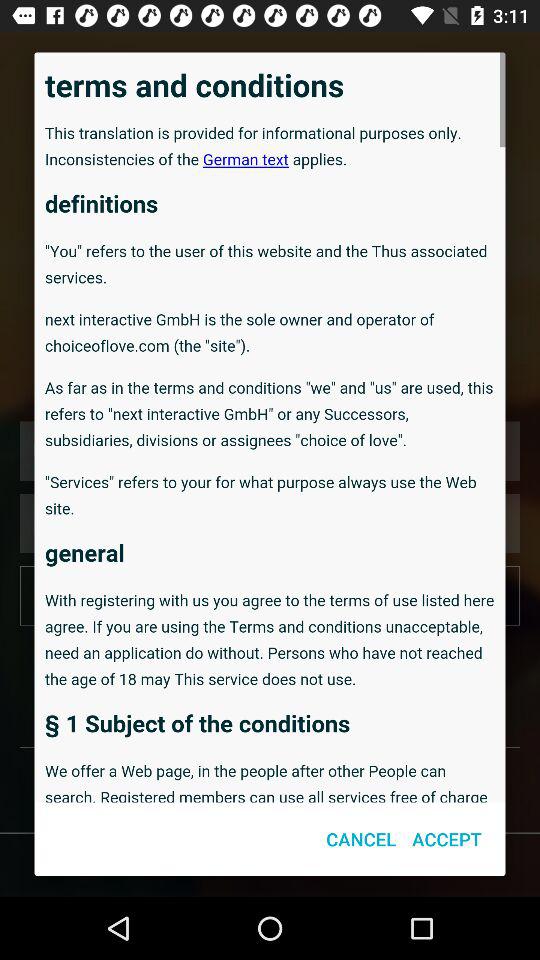 3:11
terms and conditions
This translation is provided for informational purposes only.
Inconsistencies of the German text applies.
definitions
"You" refers to the user of this website and the Thus associated
services.
next interactive GmbH is the sole owner and operator of
choiceoflove.com (the "site").
As far as in the terms and conditions "we" and "us" are used, this
refers to "next interactive GmbH" or any Successors,
subsidiaries, divisions or assignees "choice of love".
"Services" refers to your for what purpose always use the Web
site.
general
With registering with us you agree to the terms of use listed here
agree. If you are using the Terms and conditions unacceptable,
need an application do without. Persons who have not reached
the age of 18 may This service does not use.
§ 1 Subject of the conditions
We offer a Web page, in the people after other People can
search. Registered members can use all services free of charge
CANCEL ACCEPT